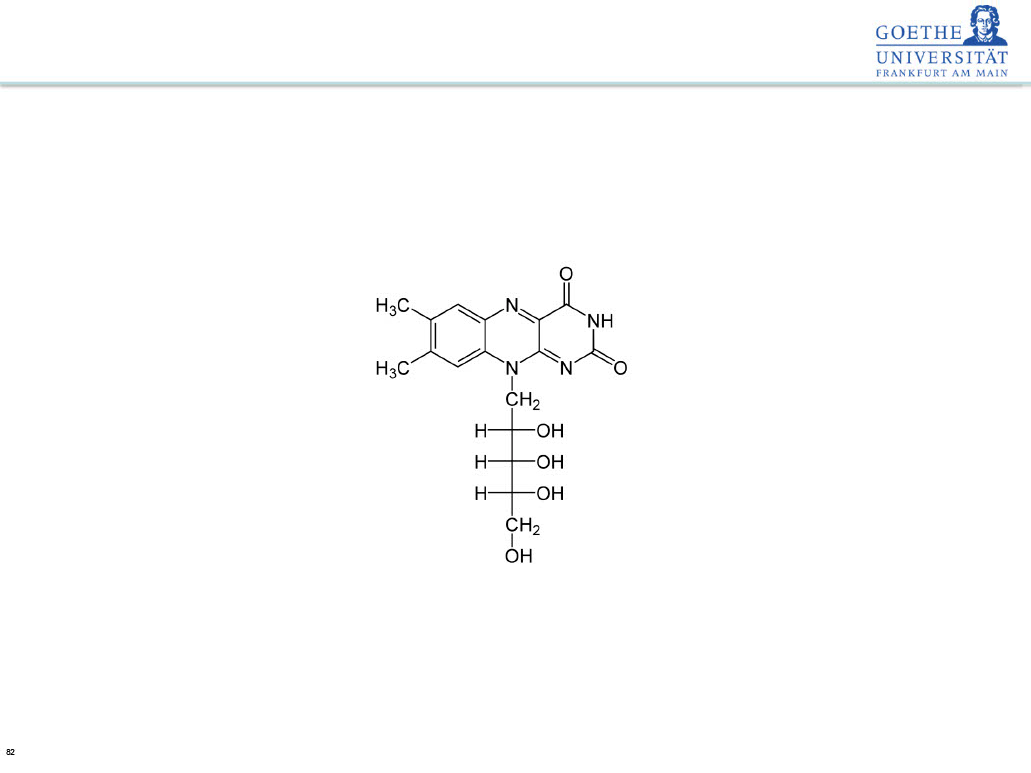 GOETHE
UNIVERSITÄT
FRANKFURT AM MAIN
O
H₃C N NH
H₃C N N O
CH₂
H OH
H OH
H OH
CH₂
OH
82